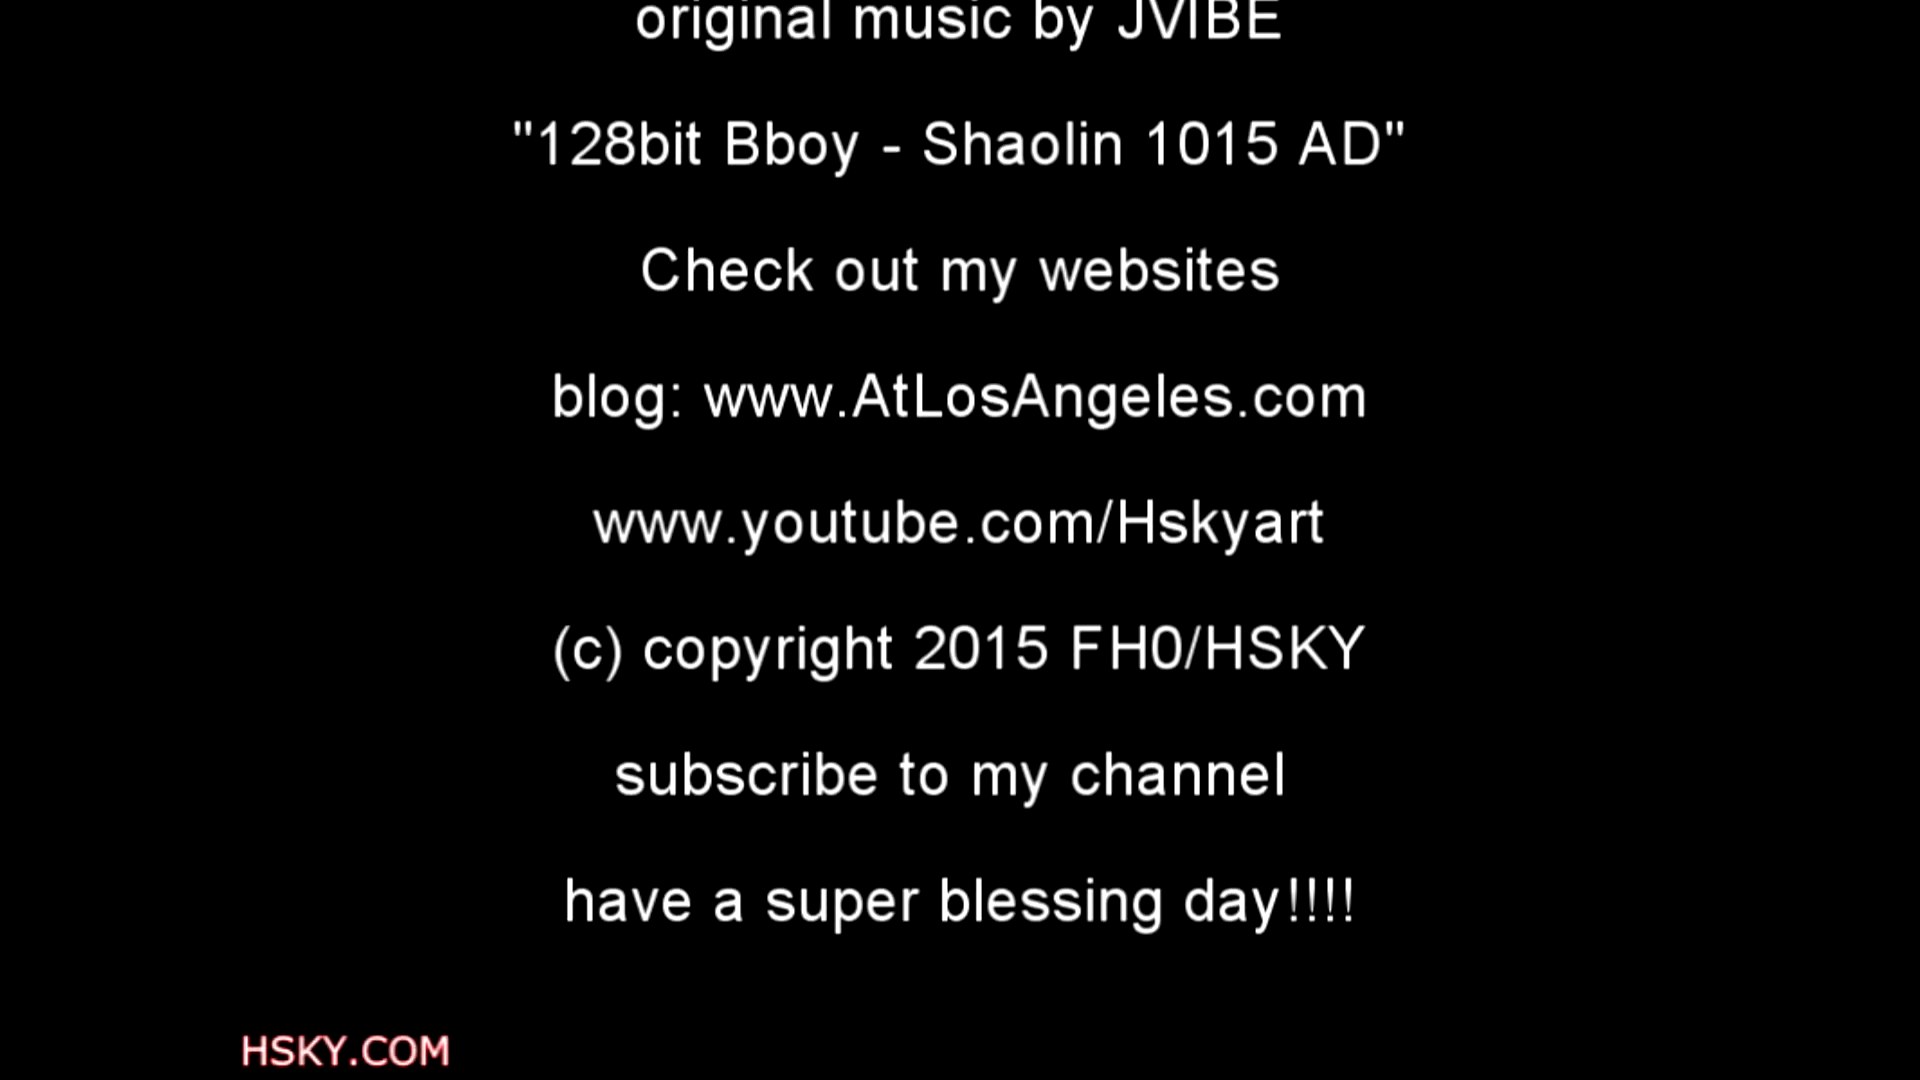 original music by JVIBE
"128bit Bboy - Shaolin 1015 AD"
Check out my websites
blog: www.AtLosAngeles.com
www.youtube.com/Hskyart
(c) copyright 2015 FH0/HSKY
subscribe to my channel
have a super blessing day!!!!
HSKY.COM